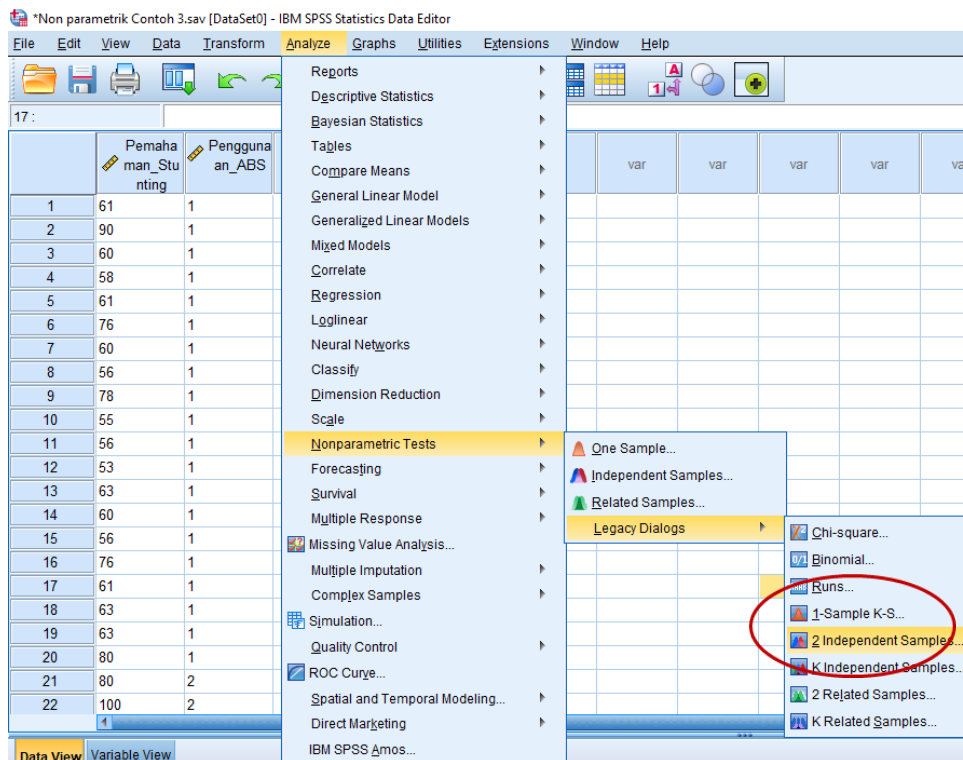 *Non parametrik Contoh 3.sav [DataSet0] - IBM SPSS Statistics Data Editor
File Edit View Data Transform Analyze Graphs Utilities Extensions Window Help
17 :
Pemaha
man_Stu
nting
Pengguna
an_ABS
var var var var va
1 61 1
2 90 1
3 60 1
4 58 1
5 61 1
6 76 1
7 60 1
8 56 1
9 78 1
10 55 1
11 56 1
12 53 1
13 63 1
14 60 1
15 56 1
16 76 1
17 61 1
18 63 1
19 63 1
20 80 1
21 80 2
22 100 2
Data View Variable View
Reports
Descriptive Statistics
Bayesian Statistics
Tables
Compare Means
General Linear Model
Generalized Linear Models
Mixed Models
Correlate
Regression
Loglinear
Neural Networks
Classify
Dimension Reduction
Scale
Nonparametric Tests
Forecasting
Survival
Multiple Response
Missing Value Analysis...
Multiple Imputation
Complex Samples
Simulation...
Quality Control
ROC Curve...
Spatial and Temporal Modeling...
Direct Marketing
IBM SPSS Amos...
One Sample...
Independent Samples...
Related Samples...
Legacy Dialogs
Chi-square...
Binomial...
Runs...
1-Sample K-S...
2 Independent Samples...
K Independent Samples...
2 Related Samples...
K Related Samples...